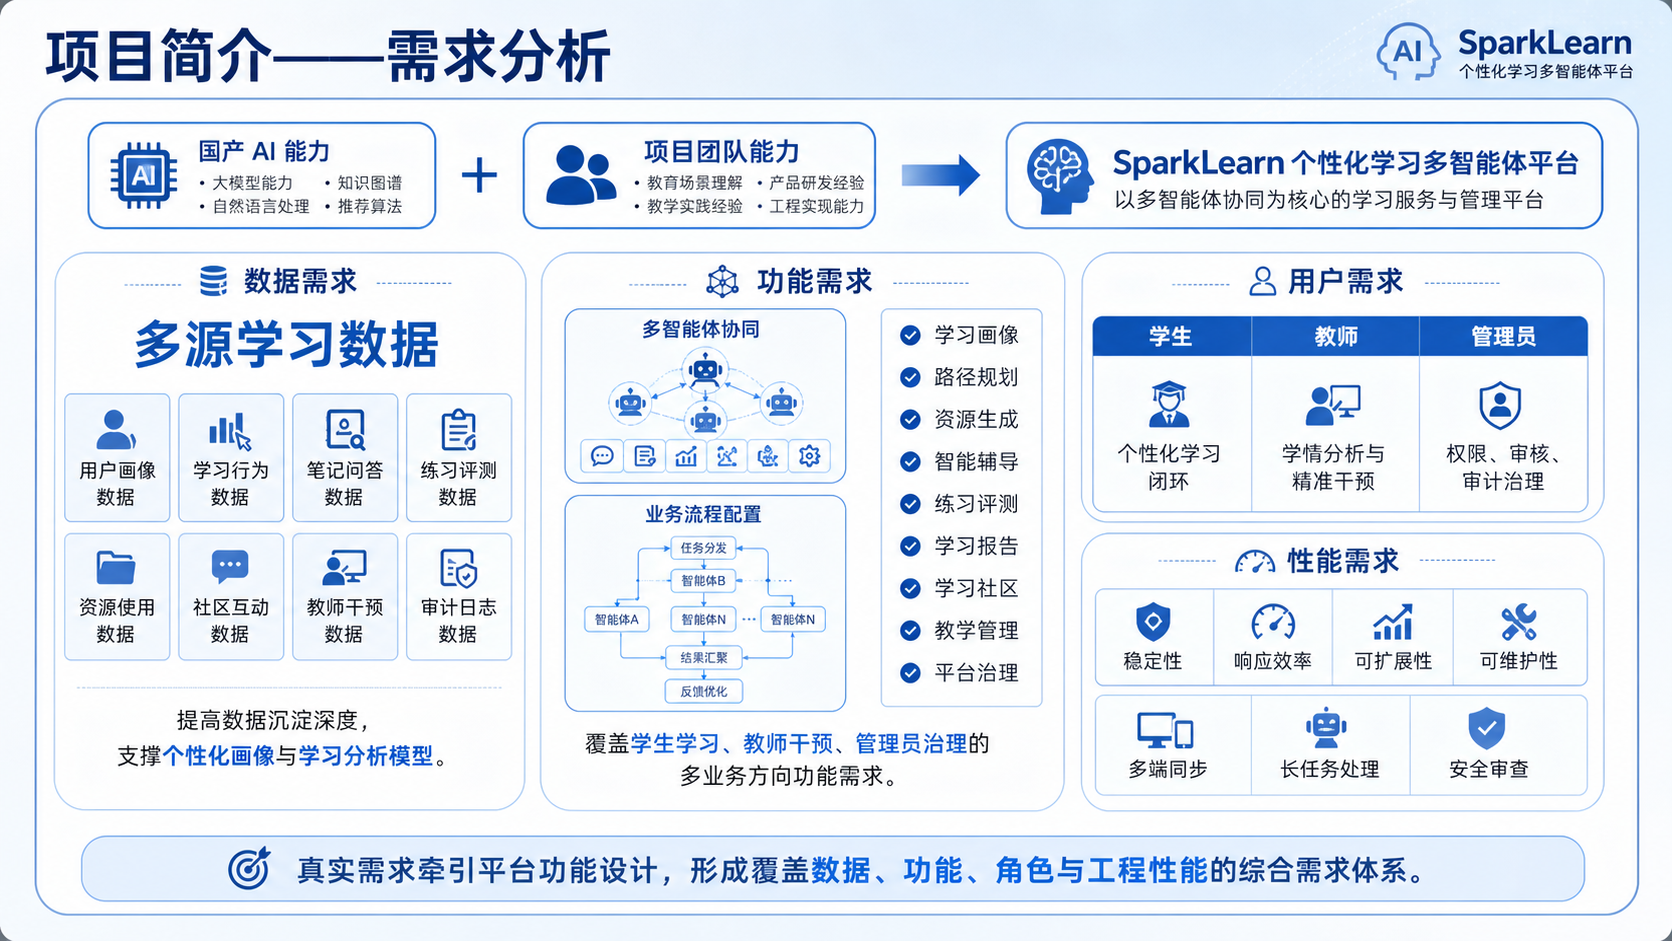 项目简介——需求分析
AI
SparkLearn
个性化学习多智能体平台
AI
国产 AI 能力
• 大模型能力 • 知识图谱
• 自然语言处理 • 推荐算法
+
项目团队能力
• 教育场景理解 • 产品研发经验
• 教学实践经验 • 工程实现能力
SparkLearn 个性化学习多智能体平台
以多智能体协同为核心的学习服务与管理平台
数据需求
多源学习数据
用户画像
数据
学习行为
数据
笔记问答
数据
练习评测
数据
资源使用
数据
社区互动
数据
教师干预
数据
审计日志
数据
提高数据沉淀深度，
支撑个性化画像与学习分析模型。
功能需求
多智能体协同
业务流程配置
任务分发
智能体B
智能体A
智能体N
···
智能体N
结果汇聚
反馈优化
学习画像
路径规划
资源生成
智能辅导
练习评测
学习报告
学习社区
教学管理
平台治理
覆盖学生学习、教师干预、管理员治理的
多业务方向功能需求。
用户需求
学生
教师
管理员
个性化学习
闭环
学情分析与
精准干预
权限、审核、
审计治理
性能需求
稳定性
响应效率
可扩展性
可维护性
多端同步
长任务处理
安全审查
真实需求牵引平台功能设计，形成覆盖数据、功能、角色与工程性能的综合需求体系。